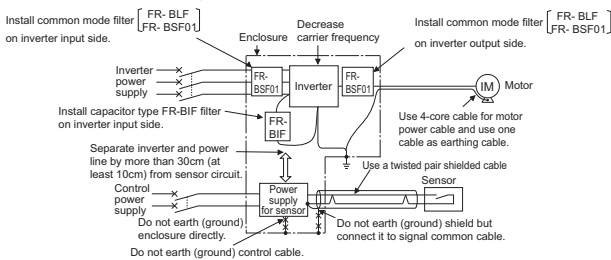 Install common mode filter
on inverter input side.
FR- BLF
FR- BSF01
Enclosure
Decrease
carrier frequency
Install common mode filter
on inverter output side.
FR- BLF
FR- BSF01
Inverter
power
supply
FR-
BSF01
Inverter
FR-
BSF01
IM
Motor
Install capacitor type FR-BIF filter
on inverter input side.
FR-
BIF
Use 4-core cable for motor
power cable and use one
cable as earthing cable.
Separate inverter and power
line by more than 30cm (at
least 10cm) from sensor circuit.
Use a twisted pair shielded cable
Control
power
supply
Power
supply
for sensor
Sensor
Do not earth (ground)
enclosure directly.
Do not earth (ground) shield but
connect it to signal common cable.
Do not earth (ground) control cable.